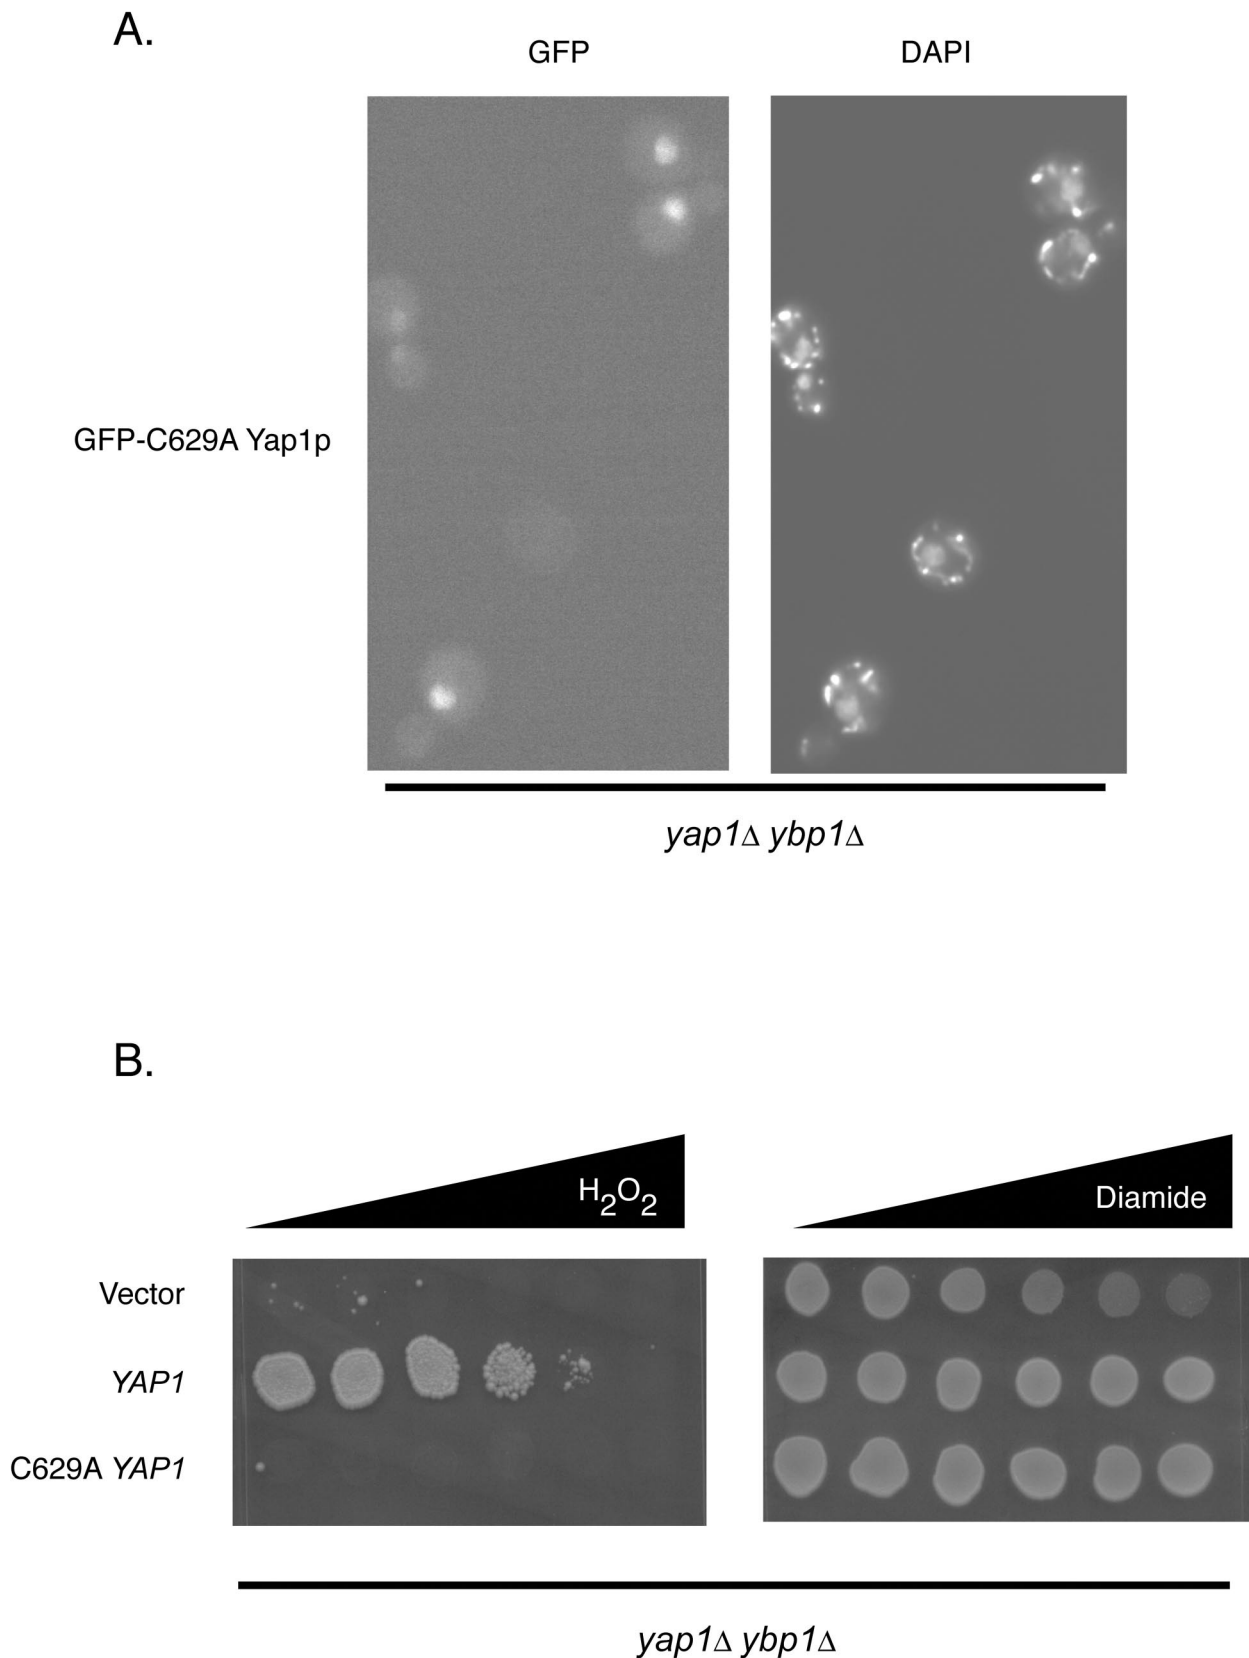 A.
GFP
DAPI
GFP-C629A Yap1p
yap1Δ ybp1Δ
B.
H₂O₂
Diamide
Vector
YAP1
C629A YAP1
yap1Δ ybp1Δ